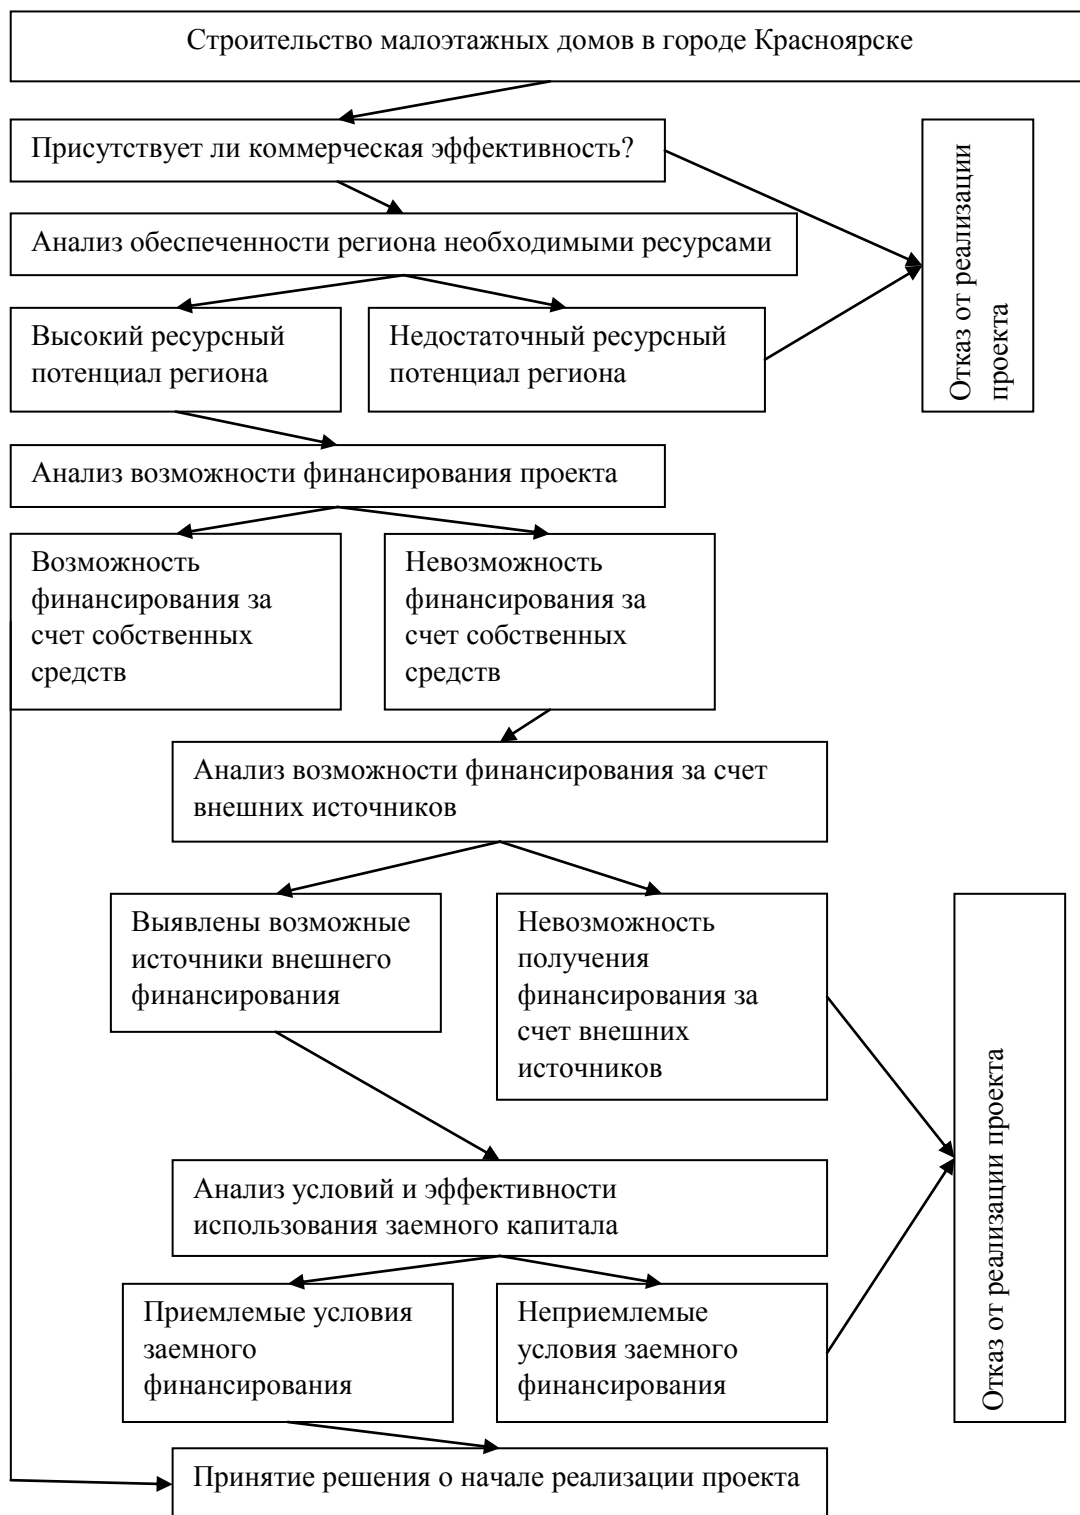 Строительство малоэтажных домов в городе Красноярске
Присутствует ли коммерческая эффективность?
Отказ от реализации
проекта
Анализ обеспеченности региона необходимыми ресурсами
Высокий ресурсный
потенциал региона
Недостаточный ресурсный
потенциал региона
Анализ возможности финансирования проекта
Возможность
финансирования за
счет собственных
средств
Невозможность
финансирования за
счет собственных
средств
Анализ возможности финансирования за счет
внешних источников
Выявлены возможные
источники внешнего
финансирования
Невозможность
получения
финансирования за
счет внешних
источников
Отказ от реализации проекта
Анализ условий и эффективности
использования заемного капитала
Приемлемые условия
заемного
финансирования
Неприемлемые
условия заемного
финансирования
Принятие решения о начале реализации проекта